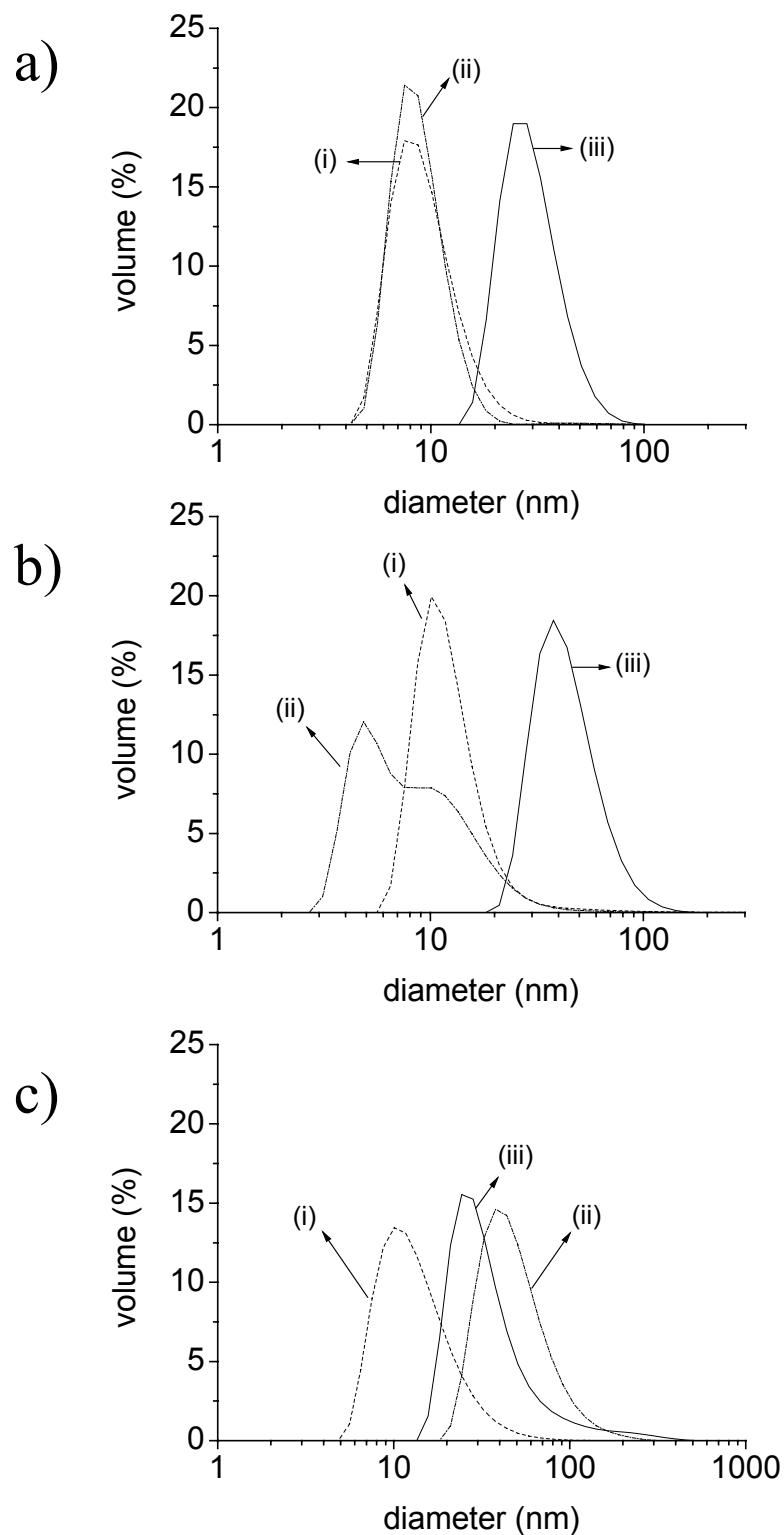 a)
25
20
15
10
5
0
volume (%)
(i)
(ii)
(iii)
1
10
100
diameter (nm)
b)
25
20
15
10
5
0
volume (%)
(i)
(ii)
(iii)
1
10
100
diameter (nm)
c)
25
20
15
10
5
0
volume (%)
(i)
(iii)
(ii)
1
10
100
1000
diameter (nm)